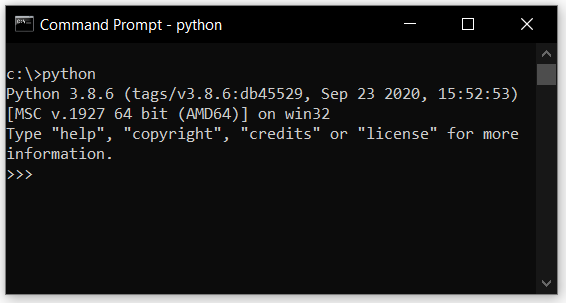 Command Prompt - python
c:\>python
Python 3.8.6 (tags/v3.8.6:db45529, Sep 23 2020, 15:52:53)
[MSC v.1927 64 bit (AMD64)] on win32
Type "help", "copyright", "credits" or "license" for more
information.
>>>